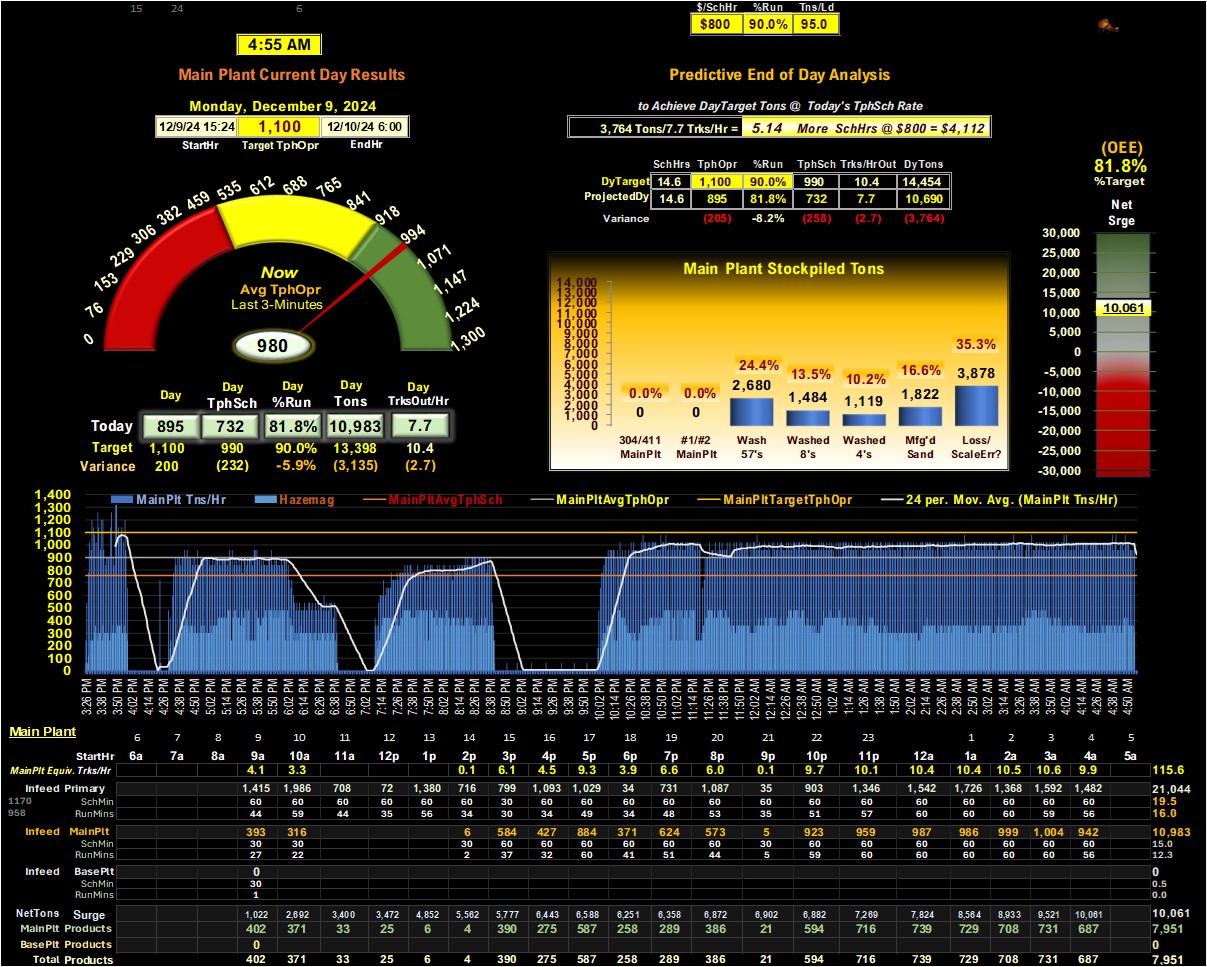 15 24 6
$/SchHr %Run Tns/Ld
$800 90.0% 95.0
4:55 AM
Main Plant Current Day Results
Predictive End of Day Analysis
Monday, December 9, 2024
to Achieve DayTarget Tons @ Today's TphSch Rate
12/9/24 15:24 1,100 12/10/24 6:00
StartHr Target TphOpr EndHr
3,764 Tons/7.7 Trks/Hr = 5.14 More SchHrs @ $800 = $4,112
(OEE)
81.8%
%Target
SchHrs TphOpr %Run TphSch Trks/HrOut DyTons
DyTarget 14.6 1,100 90.0% 990 10.4 14,454
ProjectedDy 14.6 895 81.8% 732 7.7 10,690
Variance (205) -8.2% (258) (2.7) (3,764)
Net
Srge
30,000
25,000
20,000
15,000
10,000
10,061
5,000
0
-5,000
-10,000
-15,000
-20,000
-25,000
-30,000
0 76 153 229 306 382 459 535 612 688 765 841 918 994 1,071 1,147 1,224 1,300
Now
Avg TphOpr
Last 3-Minutes
980
Main Plant Stockpiled Tons
14,000
13,000
12,000
11,000
10,000
9,000
8,000
7,000
6,000
5,000
4,000
3,000
2,000
1,000
0
0.0% 0.0% 24.4% 13.5% 10.2% 16.6% 35.3%
0 0 2,680 1,484 1,119 1,822 3,878
304/411 #1/#2 Wash Washed Washed Mfg'd Loss/
MainPlt MainPlt 57's 8's 4's Sand ScaleErr?
Day Day Day Day Day
TphSch %Run Tons TrksOut/Hr
Today 895 732 81.8% 10,983 7.7
Target 1,100 990 90.0% 13,398 10.4
Variance 200 (232) -5.9% (3,135) (2.7)
MainPlt Tns/Hr Hazemag MainPltAvgTphSch MainPltAvgTphOpr MainPltTargetTphOpr 24 per. Mov. Avg. (MainPlt Tns/Hr)
1,400
1,300
1,200
1,100
1,000
900
800
700
600
500
400
300
200
100
0
3:26 PM 3:38 PM 3:50 PM 4:02 PM 4:14 PM 4:26 PM 4:38 PM 4:50 PM 5:02 PM 5:14 PM 5:26 PM 5:38 PM 5:50 PM 6:02 PM 6:14 PM 6:26 PM 6:38 PM 6:50 PM 7:02 PM 7:14 PM 7:26 PM 7:38 PM 7:50 PM 8:02 PM 8:14 PM 8:26 PM 8:38 PM 8:50 PM 9:02 PM 9:14 PM 9:26 PM 9:38 PM 9:50 PM 10:02 PM 10:14 PM 10:26 PM 10:38 PM 10:50 PM 11:02 PM 11:14 PM 11:26 PM 11:38 PM 11:50 PM 12:02 AM 12:14 AM 12:26 AM 12:38 AM 12:50 AM 1:02 AM 1:14 AM 1:26 AM 1:38 AM 1:50 AM 2:02 AM 2:14 AM 2:26 AM 2:38 AM 2:50 AM 3:02 AM 3:14 AM 3:26 AM 3:38 AM 3:50 AM 4:02 AM 4:14 AM 4:26 AM 4:38 AM 4:50 AM
Main Plant
6 7 8 9 10 11 12 13 14 15 16 17 18 19 20 21 22 23 1 2 3 4 5
StartHr 6a 7a 8a 9a 10a 11a 12p 1p 2p 3p 4p 5p 6p 7p 8p 9p 10p 11p 12a 1a 2a 3a 4a 5a
MainPlt Equiv. Trks/Hr 4.1 3.3 0.1 6.1 4.5 9.3 3.9 6.6 6.0 0.1 9.7 10.1 10.4 10.4 10.5 10.6 9.9 115.6
Infeed Primary 1,415 1,986 708 72 1,380 716 799 1,093 1,029 34 731 1,087 35 903 1,346 1,542 1,726 1,368 1,592 1,482 21,044
1170 SchMin 60 60 60 60 60 60 30 60 60 60 60 60 60 60 60 60 60 60 60 60 19.5
958 RunMins 44 59 44 35 56 34 30 34 49 34 48 53 35 51 57 60 60 60 60 56 16.0
Infeed MainPlt 393 316 6 584 427 884 371 624 573 5 923 959 987 986 999 1,004 942 10,983
SchMin 30 30 30 60 60 60 60 60 60 30 60 60 60 60 60 60 60 15.0
RunMins 27 22 2 37 32 60 41 51 44 5 59 60 60 60 60 60 56 12.3
Infeed BasePlt 0 0
SchMin 30 0.5
RunMins 1 0.0
NetTons Surge 1,022 2,692 3,400 3,472 4,852 5,562 5,777 6,443 6,588 6,251 6,358 6,872 6,902 6,882 7,269 7,824 8,564 8,933 9,521 10,061 10,061
MainPlt Products 402 371 33 25 6 4 390 275 587 258 289 386 21 594 716 739 729 708 731 687 7,951
BasePlt Products 0 0
Total Products 402 371 33 25 6 4 390 275 587 258 289 386 21 594 716 739 729 708 731 687 7,951